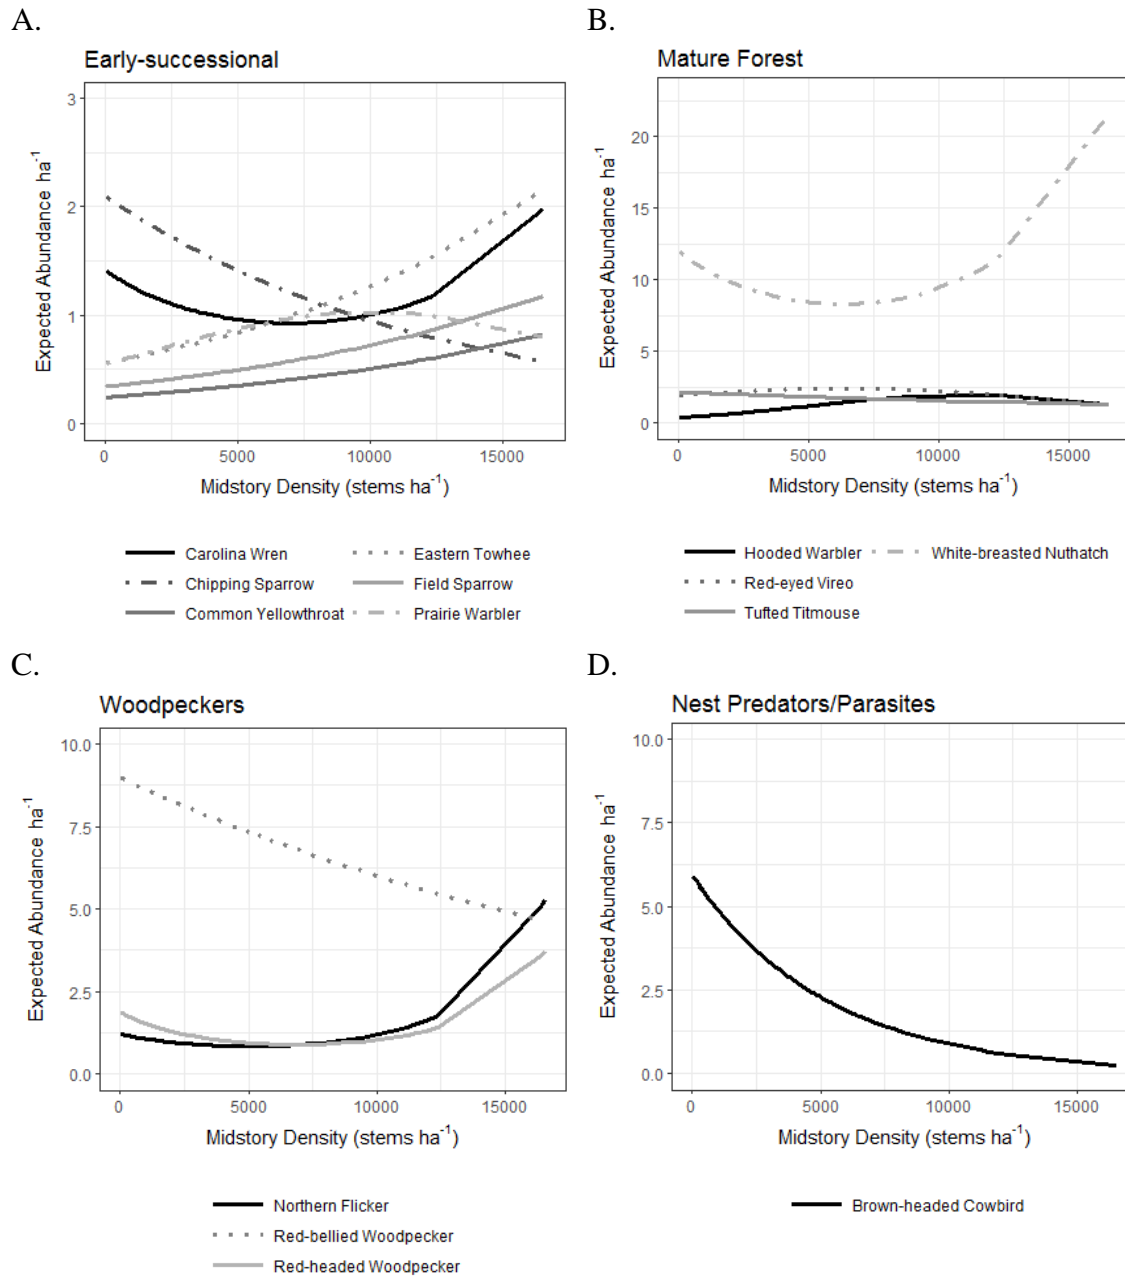 A.
Early-successional
3
2
1
0
Expected Abundance ha⁻¹
0 5000 10000 15000
Midstory Density (stems ha⁻¹)
Carolina Wren Eastern Towhee
Chipping Sparrow Field Sparrow
Common Yellowthroat Prairie Warbler
B.
Mature Forest
20
15
10
5
0
Expected Abundance ha⁻¹
0 5000 10000 15000
Midstory Density (stems ha⁻¹)
Hooded Warbler White-breasted Nuthatch
Red-eyed Vireo
Tufted Titmouse
C.
Woodpeckers
10.0
7.5
5.0
2.5
0.0
Expected Abundance ha⁻¹
0 5000 10000 15000
Midstory Density (stems ha⁻¹)
Northern Flicker
Red-bellied Woodpecker
Red-headed Woodpecker
D.
Nest Predators/Parasites
10.0
7.5
5.0
2.5
0.0
Expected Abundance ha⁻¹
0 5000 10000 15000
Midstory Density (stems ha⁻¹)
Brown-headed Cowbird